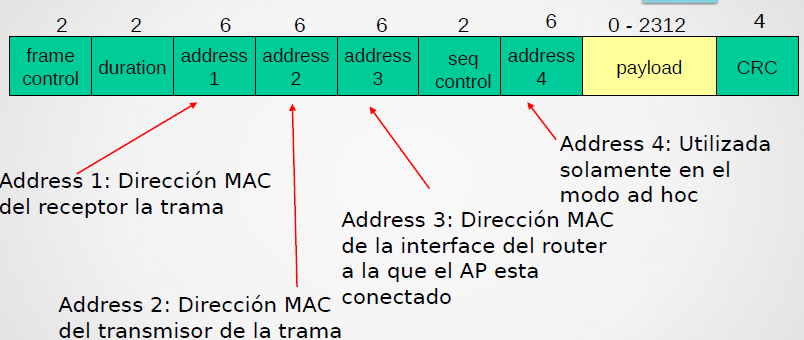 2 2 6 6 6 2 6 0 - 2312 4
frame control
duration
address 1
address 2
address 3
seq control
address 4
payload
CRC
Address 1: Dirección MAC
del receptor la trama
Address 2: Dirección MAC
del transmisor de la trama
Address 3: Dirección MAC
de la interface del router
a la que el AP esta
conectado
Address 4: Utilizada
solamente en el
modo ad hoc